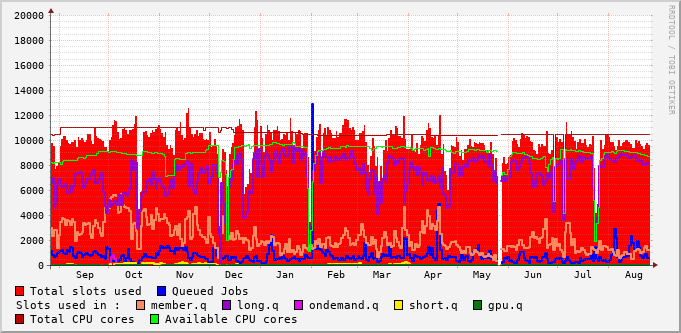 RRDTOOL / TOBI OETIKER
20000
18000
16000
14000
12000
10000
8000
6000
4000
2000
0
Sep Oct Nov Dec Jan Feb Mar Apr May Jun Jul Aug
Total slots used Queued Jobs
Slots used in : member.q long.q ondemand.q short.q gpu.q
Total CPU cores Available CPU cores